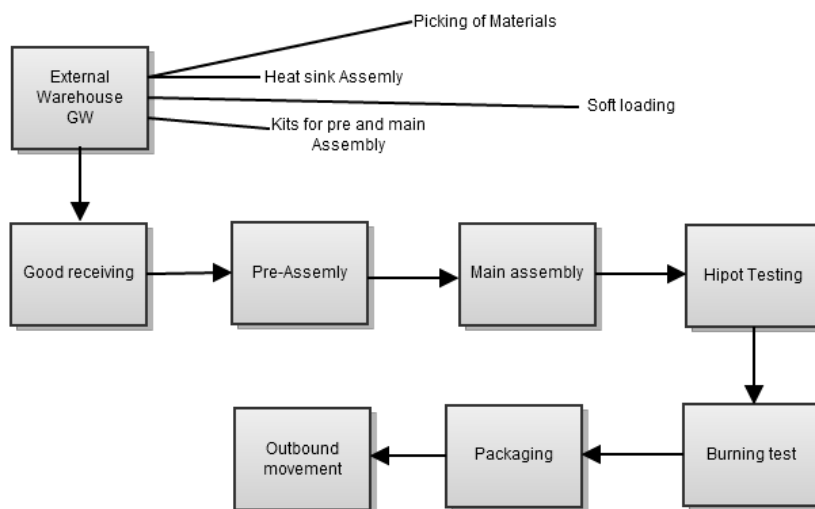 Picking of Materials
External
Warehouse
GW
Heat sink Assemly
Soft loading
Kits for pre and main
Assembly
Good receiving
Pre-Assemly
Main assembly
Hipot Testing
Outbound
movement
Packaging
Burning test